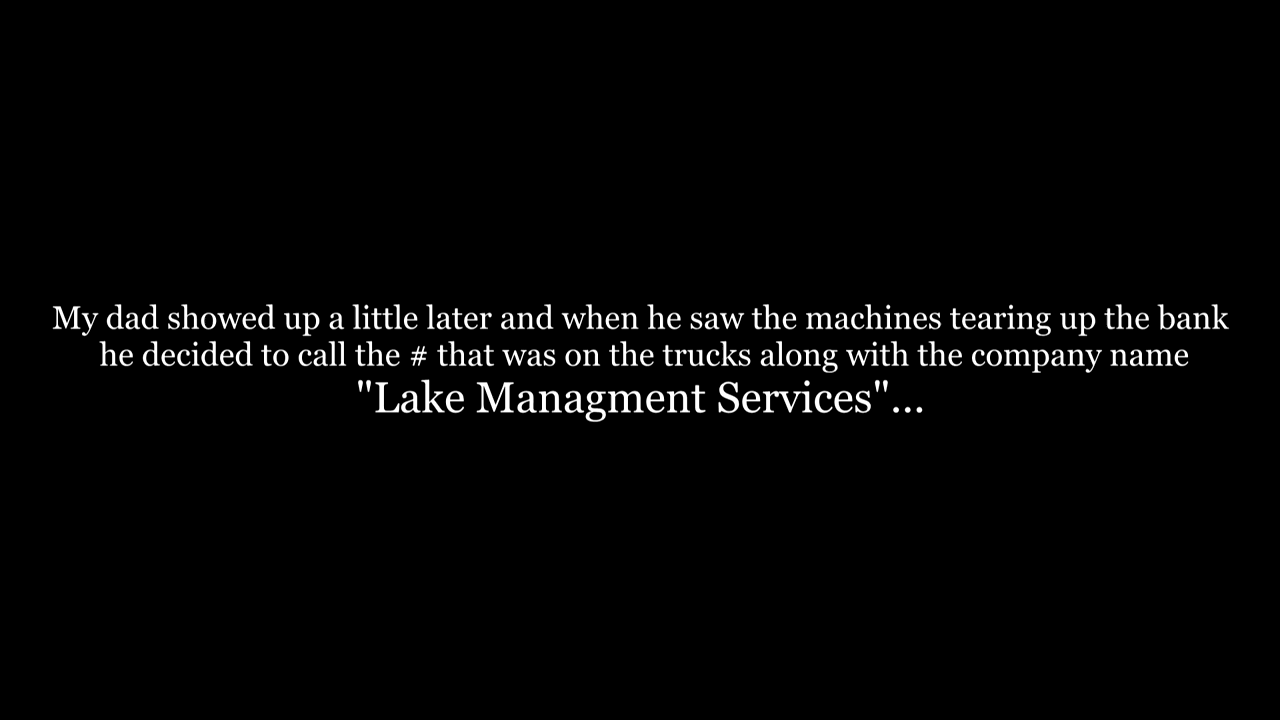 My dad showed up a little later and when he saw the machines tearing up the bank
he decided to call the # that was on the trucks along with the company name
"Lake Managment Services"...